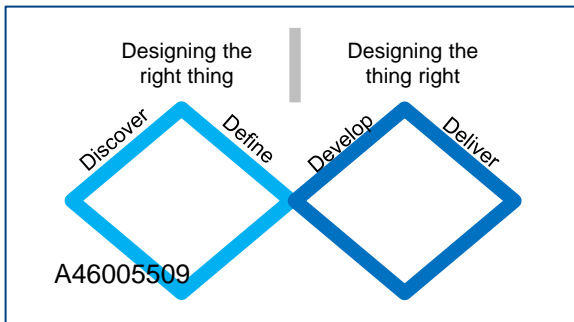 Designing the
right thing
Designing the
thing right
Discover
Define
Develop
Deliver
A46005509